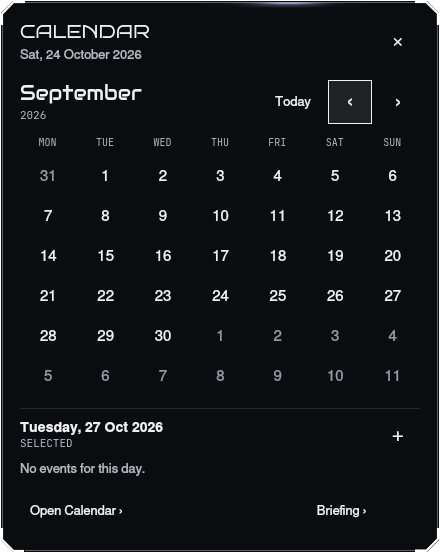 CALENDAR
Sat, 24 October 2026
×
September
2026
Today ‹ ›
MON TUE WED THU FRI SAT SUN
31 1 2 3 4 5 6
7 8 9 10 11 12 13
14 15 16 17 18 19 20
21 22 23 24 25 26 27
28 29 30 1 2 3 4
5 6 7 8 9 10 11
Tuesday, 27 Oct 2026
SELECTED
+
No events for this day.
Open Calendar › Briefing ›